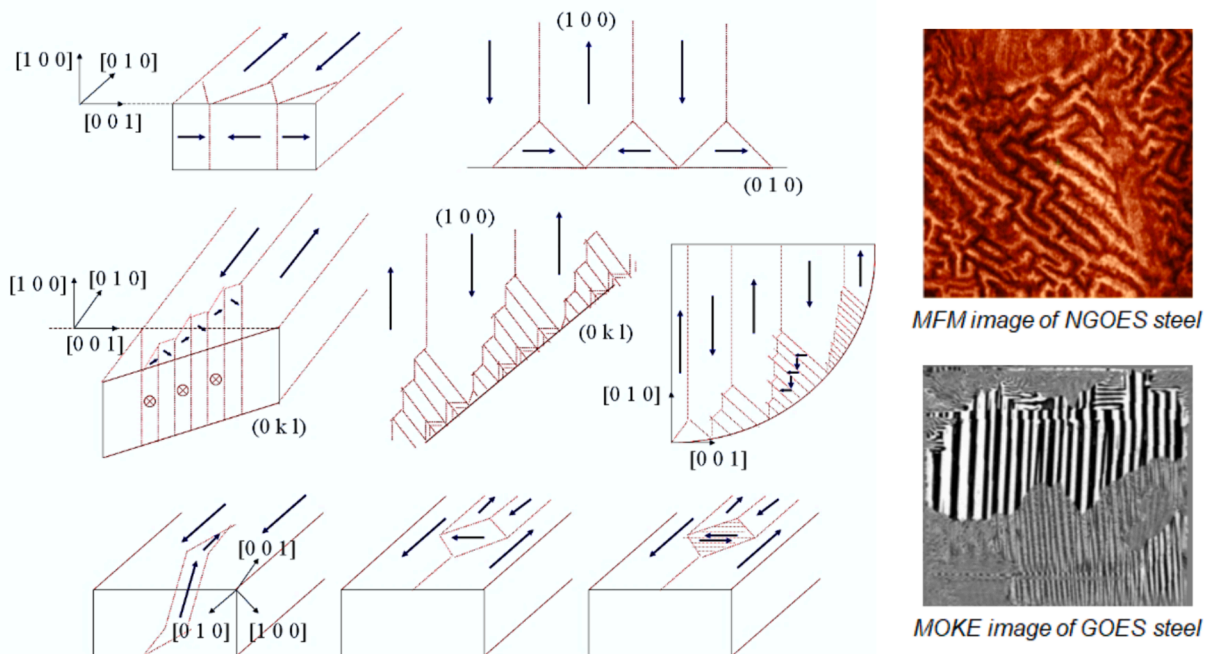 [1 0 0]
[0 1 0]
[0 0 1]
(1 0 0)
(0 1 0)
[1 0 0]
[0 1 0]
[0 0 1]
(0 k l)
(1 0 0)
(0 k l)
[0 1 0]
[0 0 1]
[0 0 1]
[0 1 0]
[1 0 0]
MFM image of NGOES steel
MOKE image of GOES steel